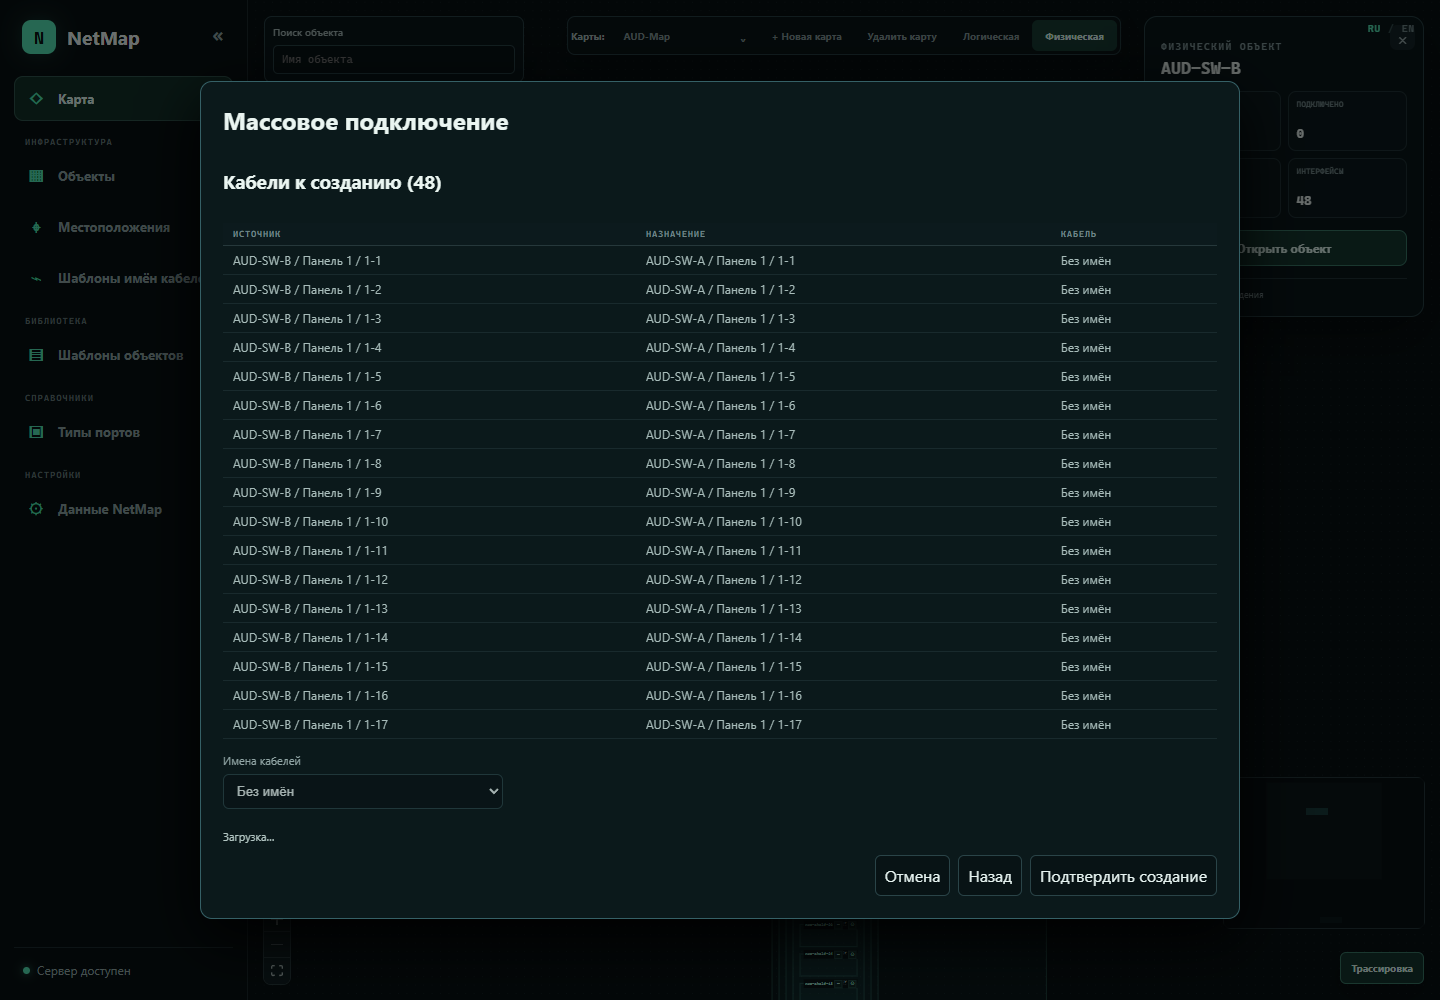 N NetMap «
Поиск объекта
Имя объекта
Карты: AUD-Map + Новая карта Удалить карту Логическая Физическая
RU / EN
ФИЗИЧЕСКИЙ ОБЪЕКТ
AUD-SW-B
ПОДКЛЮЧЕНО
0
ИНТЕРФЕЙСЫ
48
Открыть объект
Карта
ИНФРАСТРУКТУРА
Объекты
Местоположения
Шаблоны имён кабел
БИБЛИОТЕКА
Шаблоны объектов
СПРАВОЧНИКИ
Типы портов
НАСТРОЙКИ
Данные NetMap
Сервер доступен
Массовое подключение
Кабели к созданию (48)
ИСТОЧНИК НАЗНАЧЕНИЕ КАБЕЛЬ
AUD-SW-B / Панель 1 / 1-1 AUD-SW-A / Панель 1 / 1-1 Без имён
AUD-SW-B / Панель 1 / 1-2 AUD-SW-A / Панель 1 / 1-2 Без имён
AUD-SW-B / Панель 1 / 1-3 AUD-SW-A / Панель 1 / 1-3 Без имён
AUD-SW-B / Панель 1 / 1-4 AUD-SW-A / Панель 1 / 1-4 Без имён
AUD-SW-B / Панель 1 / 1-5 AUD-SW-A / Панель 1 / 1-5 Без имён
AUD-SW-B / Панель 1 / 1-6 AUD-SW-A / Панель 1 / 1-6 Без имён
AUD-SW-B / Панель 1 / 1-7 AUD-SW-A / Панель 1 / 1-7 Без имён
AUD-SW-B / Панель 1 / 1-8 AUD-SW-A / Панель 1 / 1-8 Без имён
AUD-SW-B / Панель 1 / 1-9 AUD-SW-A / Панель 1 / 1-9 Без имён
AUD-SW-B / Панель 1 / 1-10 AUD-SW-A / Панель 1 / 1-10 Без имён
AUD-SW-B / Панель 1 / 1-11 AUD-SW-A / Панель 1 / 1-11 Без имён
AUD-SW-B / Панель 1 / 1-12 AUD-SW-A / Панель 1 / 1-12 Без имён
AUD-SW-B / Панель 1 / 1-13 AUD-SW-A / Панель 1 / 1-13 Без имён
AUD-SW-B / Панель 1 / 1-14 AUD-SW-A / Панель 1 / 1-14 Без имён
AUD-SW-B / Панель 1 / 1-15 AUD-SW-A / Панель 1 / 1-15 Без имён
AUD-SW-B / Панель 1 / 1-16 AUD-SW-A / Панель 1 / 1-16 Без имён
AUD-SW-B / Панель 1 / 1-17 AUD-SW-A / Панель 1 / 1-17 Без имён
Имена кабелей
Без имён
Загрузка...
Отмена Назад Подтвердить создание
Трассировка